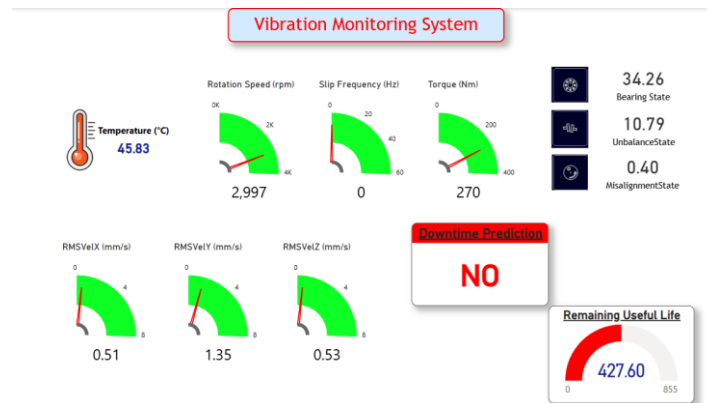 Vibration Monitoring System
Temperature (°C)
45.83
Rotation Speed (rpm)
0K
2K
4K
2,997
Slip Frequency (Hz)
0
20
40
60
0
Torque (Nm)
0
200
400
270
34.26
Bearing State
10.79
UnbalanceState
0.40
MisalignmentState
RMSVelX (mm/s)
0
4
8
0.51
RMSVelY (mm/s)
0
4
8
1.35
RMSVelZ (mm/s)
0
4
8
0.53
Downtime Prediction
NO
Remaining Useful Life
427.60
0
855